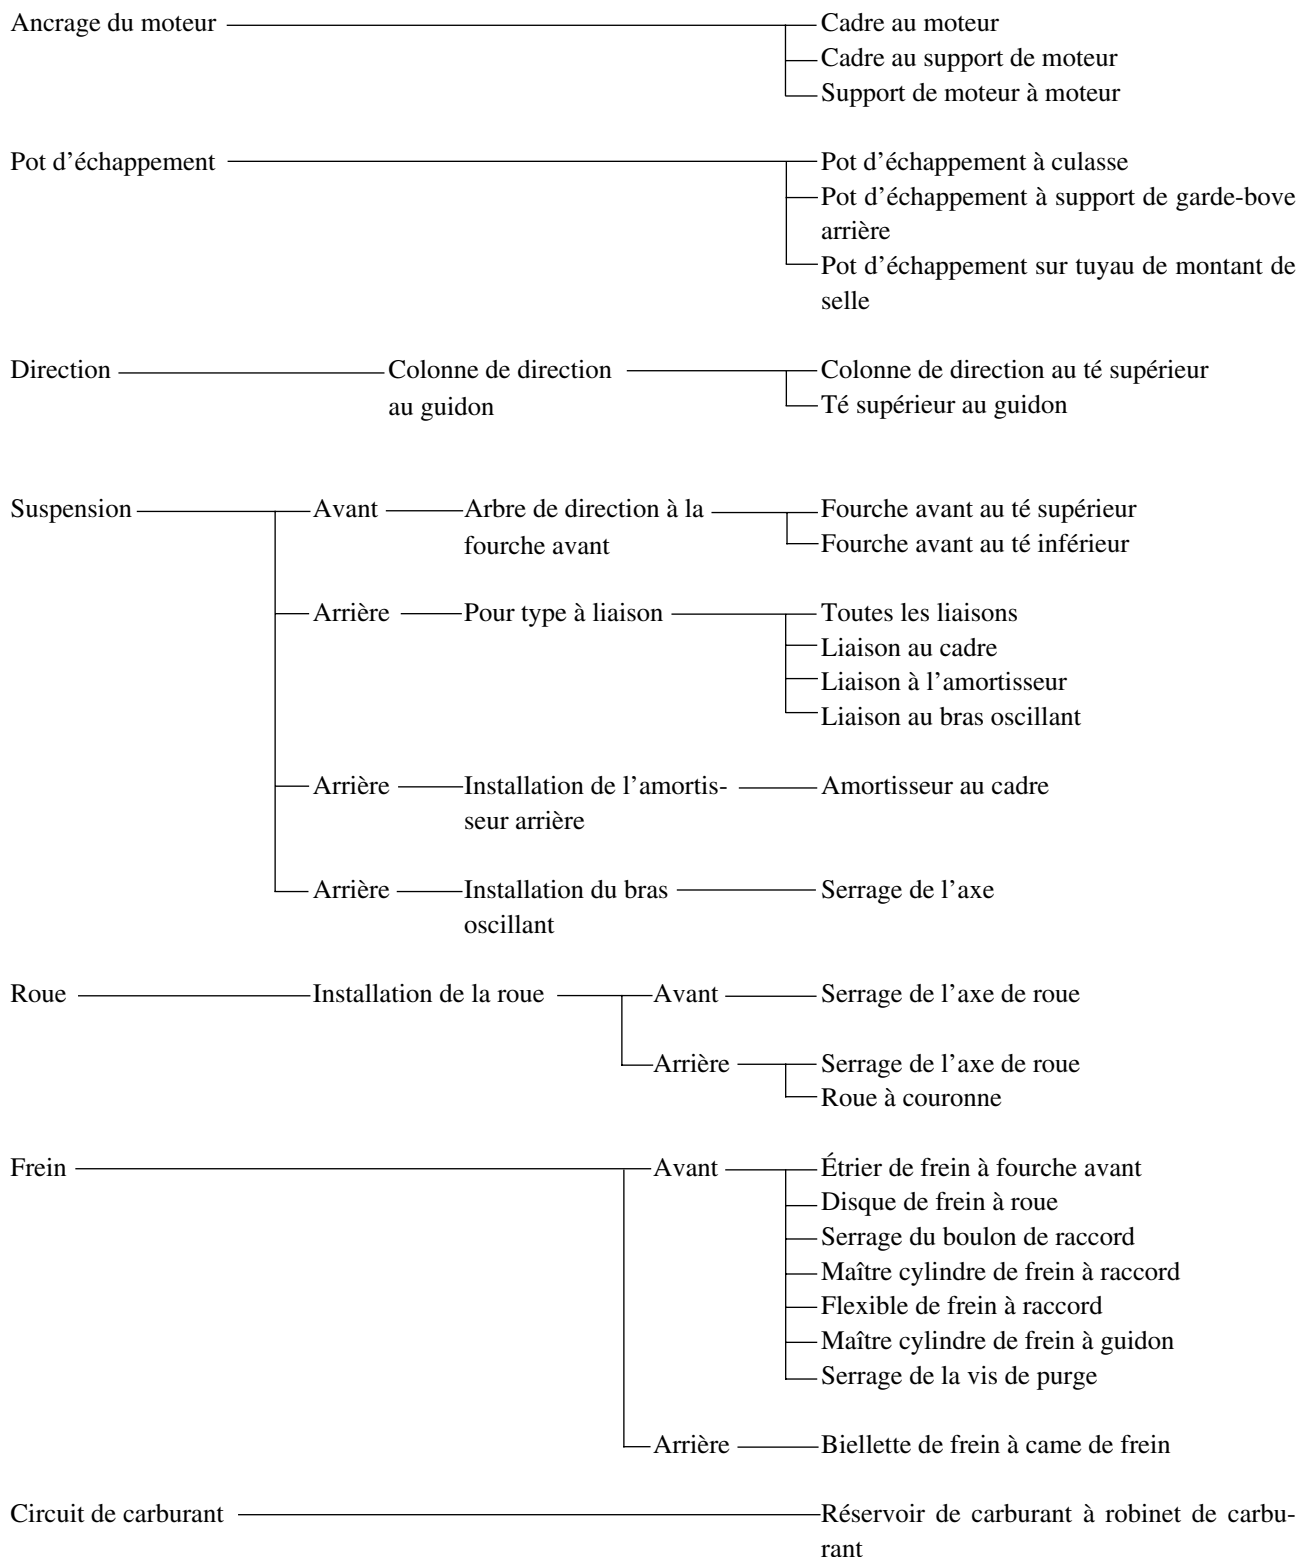 Ancrage du moteur Cadre au moteur
Cadre au support de moteur
Support de moteur à moteur
Pot d’échappement Pot d’échappement à culasse
Pot d’échappement à support de garde-bove
arrière
Pot d’échappement sur tuyau de montant de
selle
Direction Colonne de direction Colonne de direction au té supérieur
au guidon Té supérieur au guidon
Suspension Avant Arbre de direction à la Fourche avant au té supérieur
fourche avant Fourche avant au té inférieur
Arrière Pour type à liaison Toutes les liaisons
Liaison au cadre
Liaison à l’amortisseur
Liaison au bras oscillant
Arrière Installation de l’amortis- Amortisseur au cadre
seur arrière
Arrière Installation du bras Serrage de l’axe
oscillant
Roue Installation de la roue Avant Serrage de l’axe de roue
Arrière Serrage de l’axe de roue
Roue à couronne
Frein Avant Étrier de frein à fourche avant
Disque de frein à roue
Serrage du boulon de raccord
Maître cylindre de frein à raccord
Flexible de frein à raccord
Maître cylindre de frein à guidon
Serrage de la vis de purge
Arrière Biellette de frein à came de frein
Circuit de carburant Réservoir de carburant à robinet de carbu-
rant